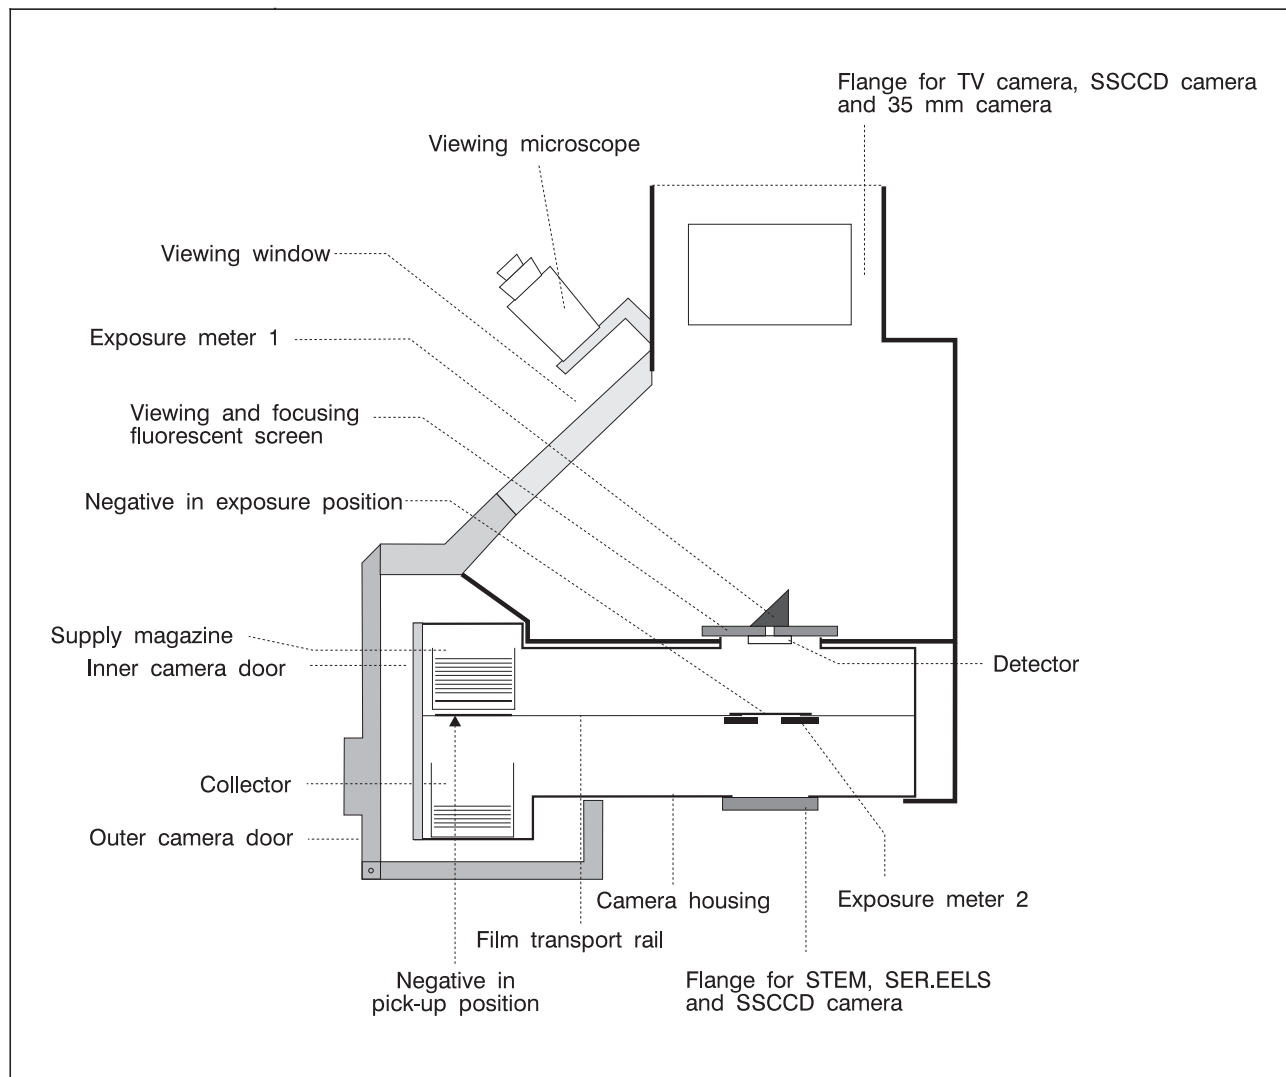 Flange for TV camera, SSCCD camera
and 35 mm camera
Viewing microscope
Viewing window
Exposure meter 1
Viewing and focusing
fluorescent screen
Negative in exposure position
Supply magazine
Inner camera door
Detector
Collector
Outer camera door
Camera housing
Exposure meter 2
Film transport rail
Negative in
pick-up position
Flange for STEM, SER.EELS
and SSCCD camera